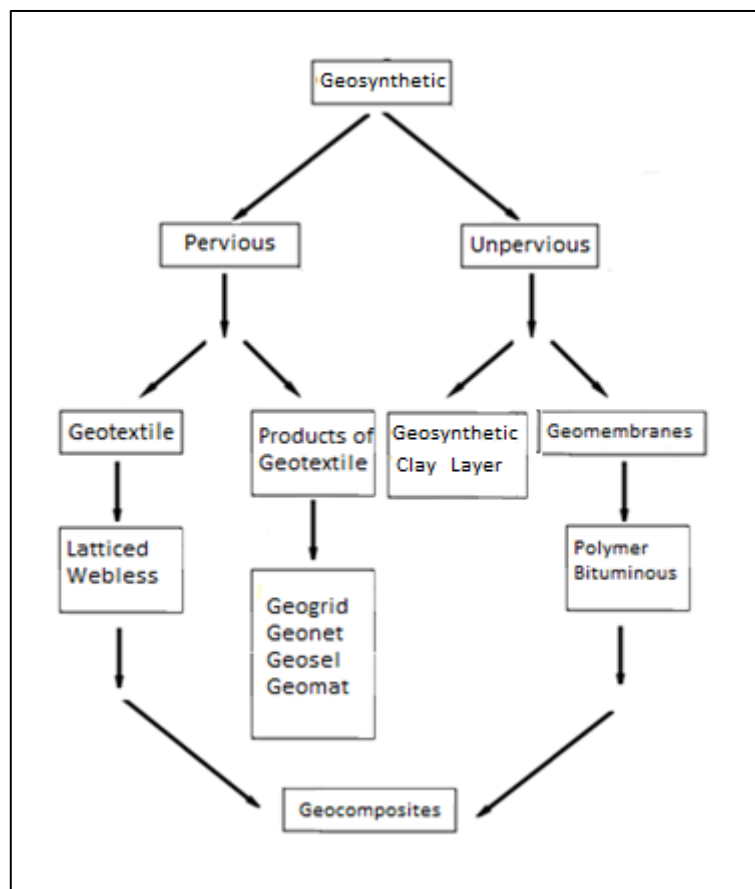 Geosynthetic
Pervious
Unpervious
Geotextile
Products of
Geotextile
Geosynthetic
Clay Layer
Geomembranes
Latticed
Webless
Geogrid
Geonet
Geosel
Geomat
Polymer
Bituminous
Geocomposites